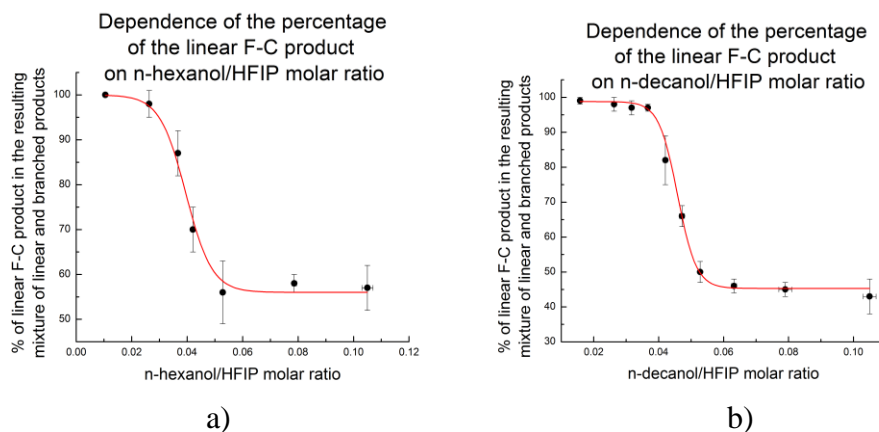 Dependence of the percentage
of the linear F-C product
on n-hexanol/HFIP molar ratio
% of linear F-C product in the resulting
mixture of linear and branched products
100
90
80
70
60
50
0.00 0.02 0.04 0.06 0.08 0.10 0.12
n-hexanol/HFIP molar ratio
a)
Dependence of the percentage
of the linear F-C product
on n-decanol/HFIP molar ratio
% of linear F-C product in the resulting
mixture of linear and branched products
100
90
80
70
60
50
40
30
0.02 0.04 0.06 0.08 0.10
n-decanol/HFIP molar ratio
b)